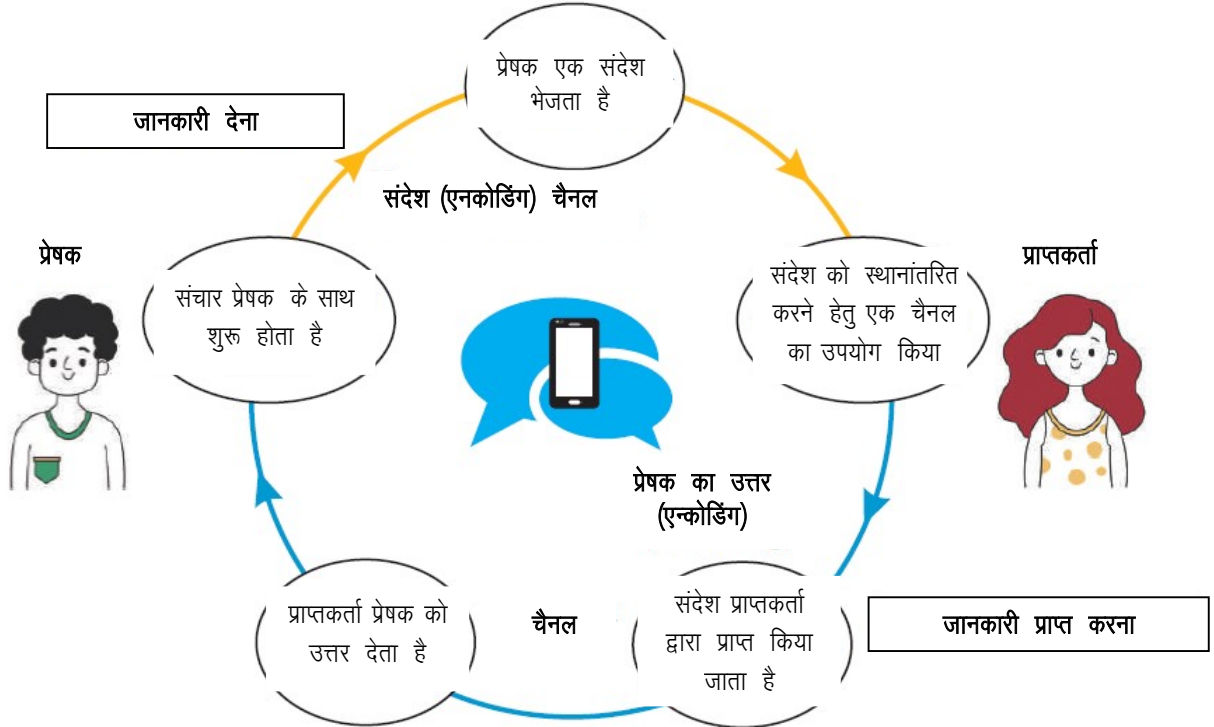 प्रेषक एक संदेश
भेजता है
जानकारी देना
संदेश (एनकोडिंग) चैनल
प्रेषक
संचार प्रेषक के साथ
शुरू होता है
संदेश को स्थानांतरित
करने हेतु एक चैनल
का उपयोग किया
प्राप्तकर्ता
प्रेषक का उत्तर
(एन्कोडिंग)
प्राप्तकर्ता प्रेषक को
उत्तर देता है
चैनल
संदेश प्राप्तकर्ता
द्वारा प्राप्त किया
जाता है
जानकारी प्राप्त करना